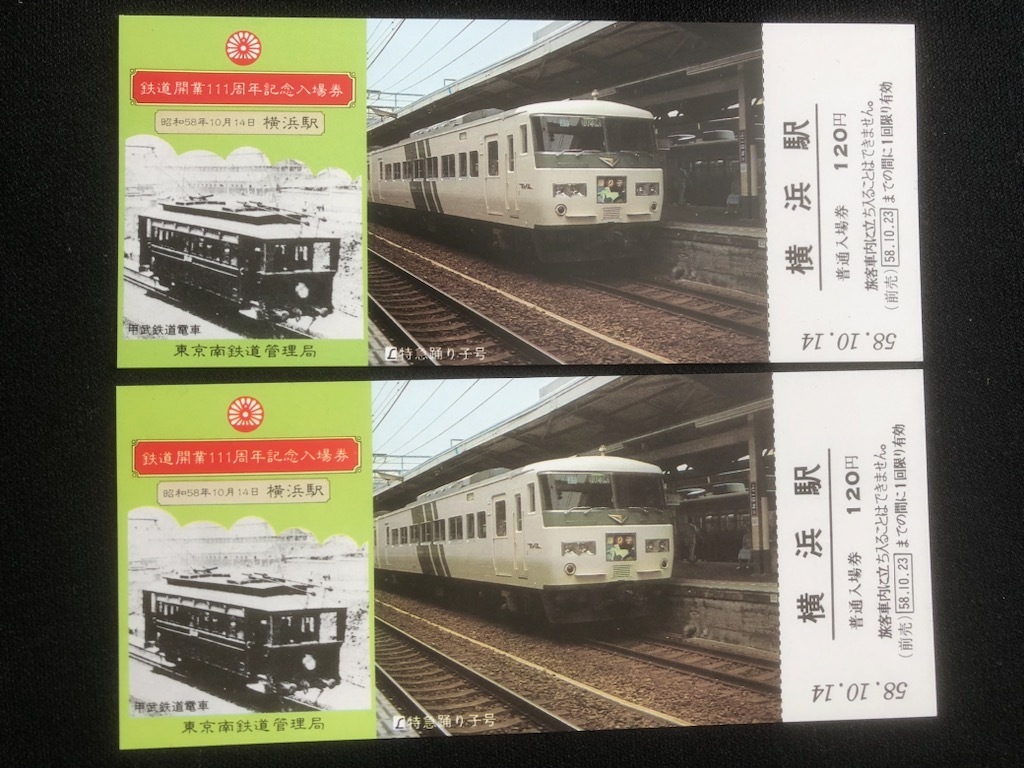 鉄道開業111周年記念入場券
昭和58年10月14日 横浜駅
甲武鉄道電車
東京南鉄道管理局
L特急踊り子号
横浜駅
普通入場券 120円
旅客車内に立ち入ることはできません。
(前売) 58.10.23 までの間に1回限り有効
58.10.14
58.10.14
鉄道開業111周年記念入場券
昭和58年10月14日 横浜駅
甲武鉄道電車
東京南鉄道管理局
L特急踊り子号
横浜駅
普通入場券 120円
旅客車内に立ち入ることはできません。
(前売) 58.10.23 までの間に1回限り有効
58.10.14
58.10.14